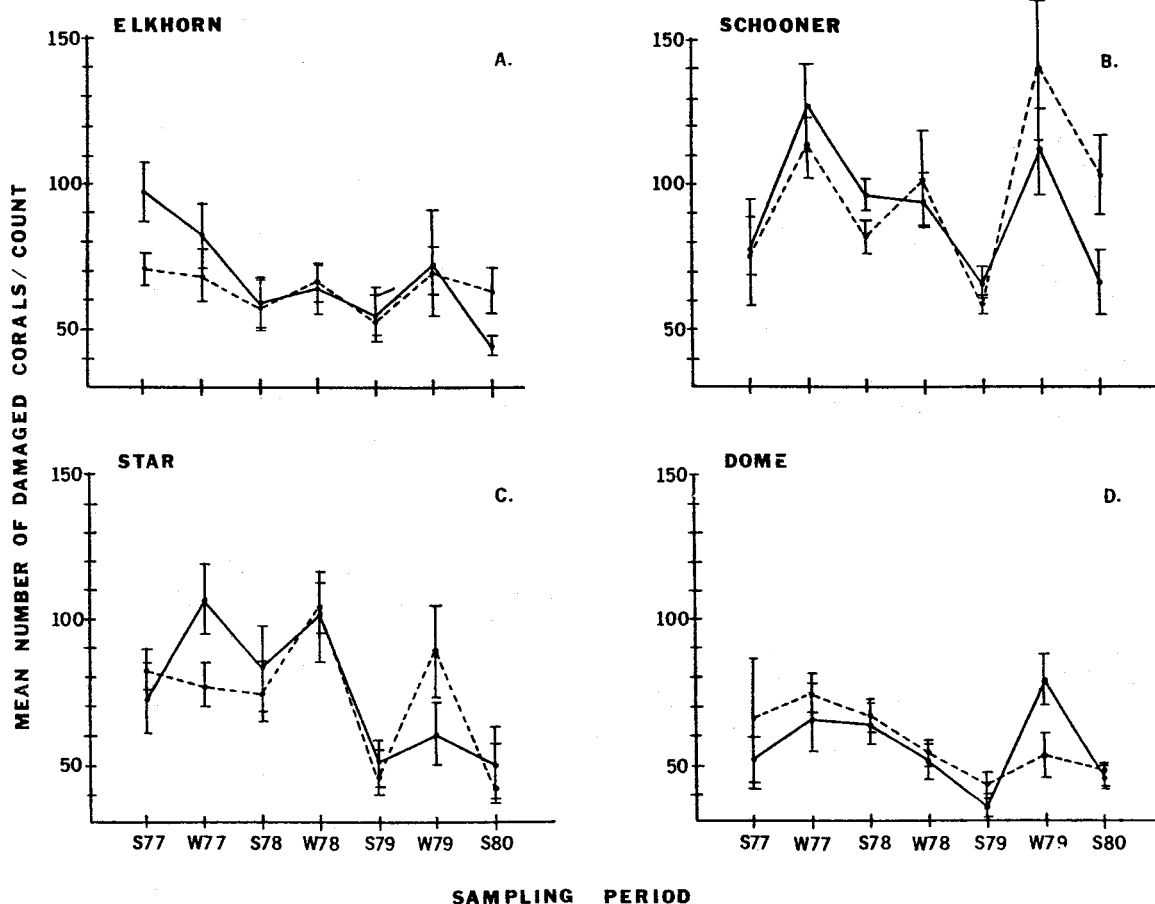 ELKHORN
A.
150
100
50
SCHOONER
B.
150
100
50
MEAN NUMBER OF DAMAGED CORALS/ COUNT
STAR
C.
150
100
50
S77 W77 S78 W78 S79 W79 S80
DOME
D.
150
100
50
S77 W77 S78 W78 S79 W79 S80
SAMPLING PERIOD